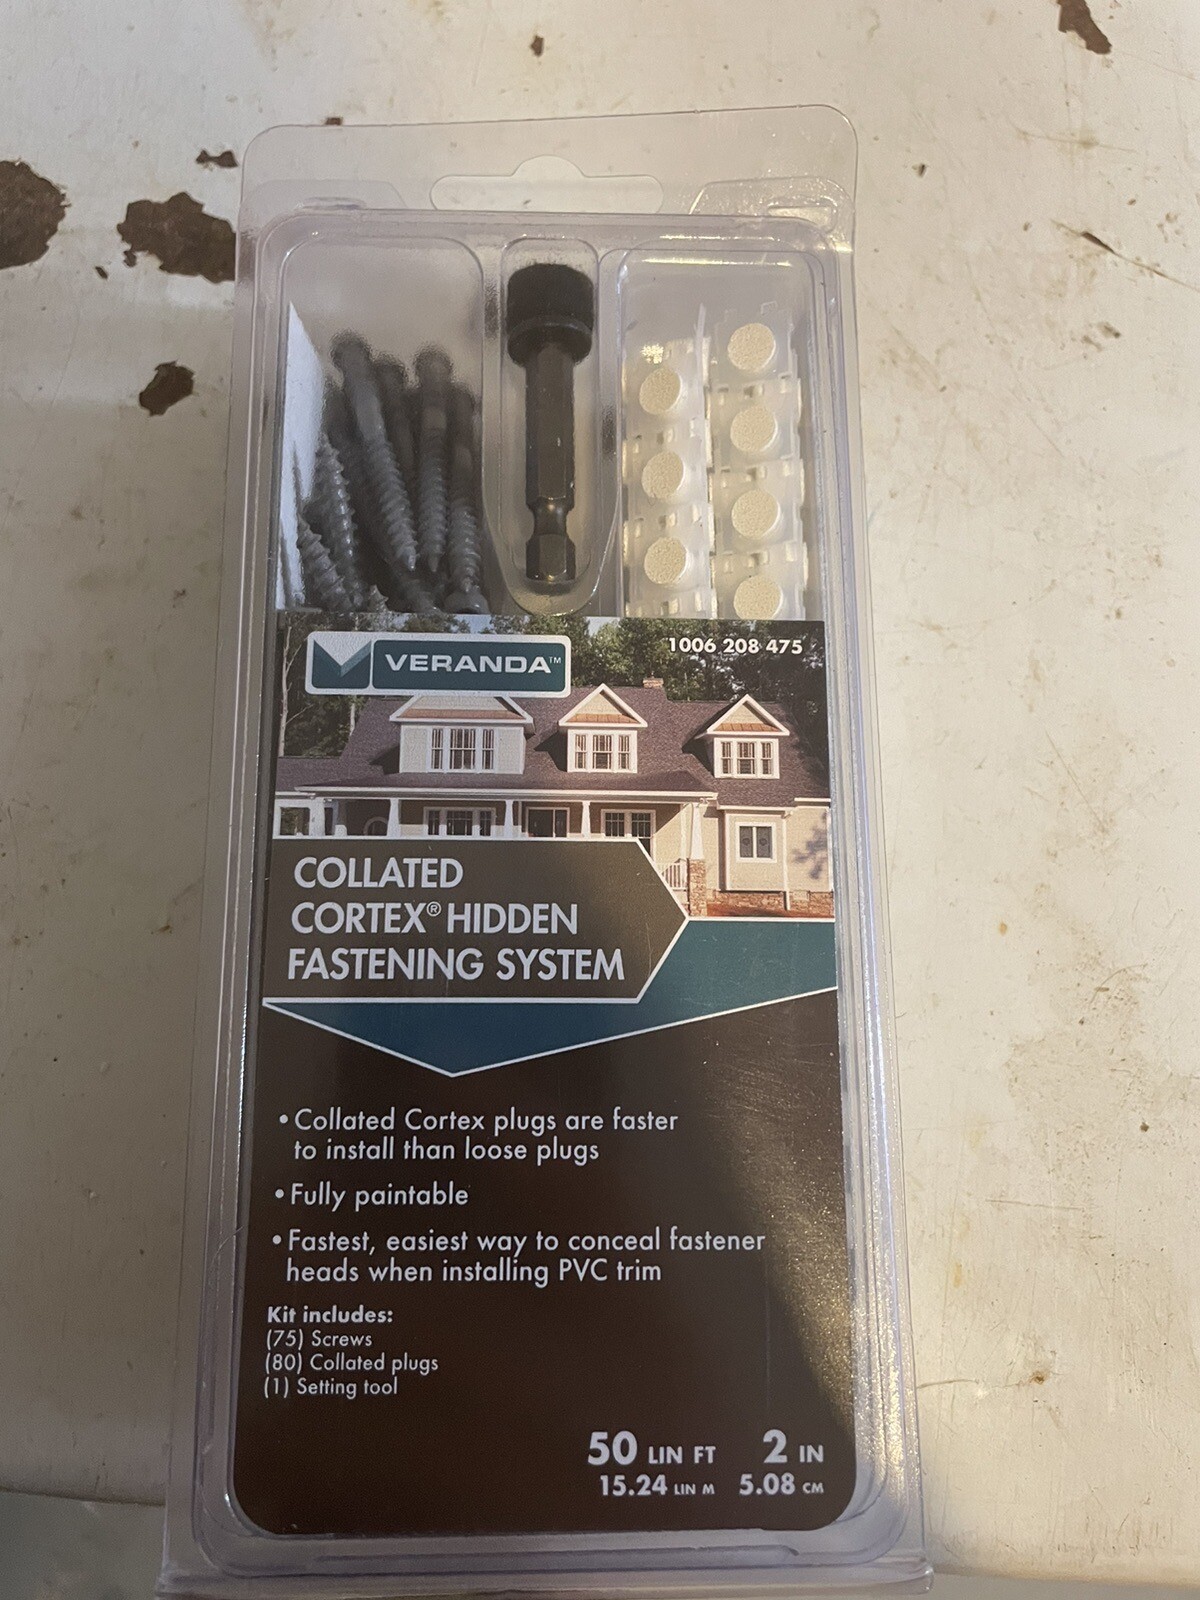 VERANDA™
1006 208 475
COLLATED
CORTEX® HIDDEN
FASTENING SYSTEM
• Collated Cortex plugs are faster
to install than loose plugs
• Fully paintable
• Fastest, easiest way to conceal fastener
heads when installing PVC trim
Kit includes:
(75) Screws
(80) Collated plugs
(1) Setting tool
50 LIN FT 2 IN
15.24 LIN M 5.08 CM